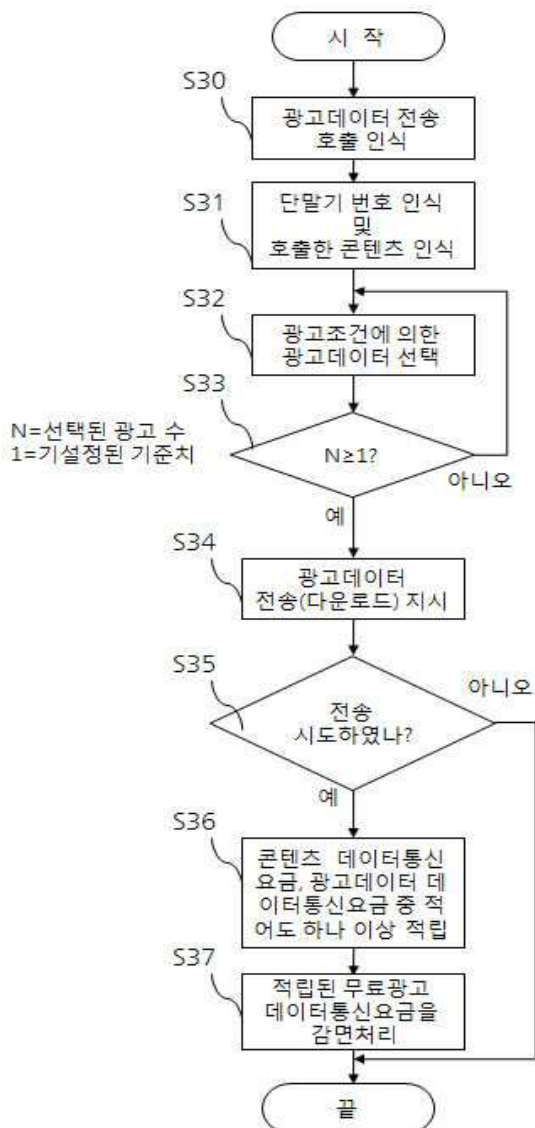 시 작
S30
광고데이터 전송
호출 인식
S31
단말기 번호 인식
및
호출한 콘텐츠 인식
S32
광고조건에 의한
광고데이터 선택
S33
N=선택된 광고 수
1=기설정된 기준치
N≥1?
아니오
예
S34
광고데이터
전송(다운로드) 지시
S35
아니오
전송
시도하였나?
예
S36
콘텐츠 데이터통신
요금, 광고데이터 데
이터통신요금 중 적
어도 하나 이상 적립
S37
적립된 무료광고
데이터통신요금을
감면처리
끝